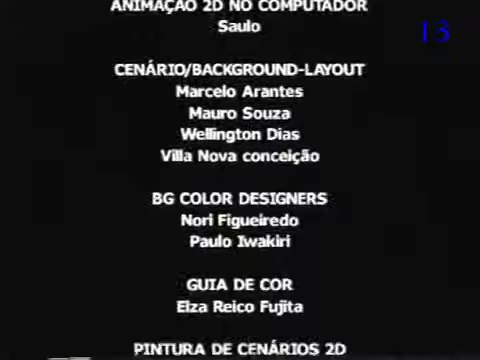 ANIMAÇÃO 2D NO COMPUTADOR
Saulo
13
CENÁRIO/BACKGROUND-LAYOUT
Marcelo Arantes
Mauro Souza
Wellington Dias
Villa Nova conceição
BG COLOR DESIGNERS
Nori Figueiredo
Paulo Iwakiri
GUIA DE COR
Elza Reico Fujita
PINTURA DE CENÁRIOS 2D